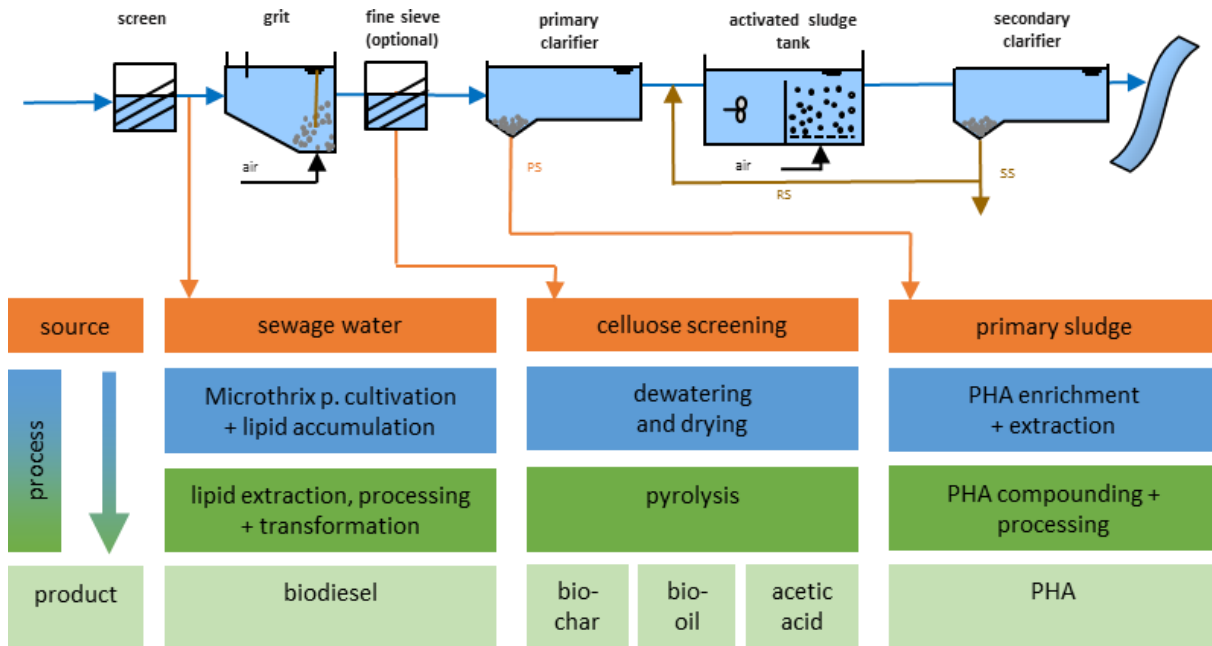 screen
grit
fine sieve
(optional)
primary
clarifier
activated sludge
tank
secondary
clarifier
air
PS
air
RS
SS
source
sewage water
celluose screening
primary sludge
process
Microthrix p. cultivation
+ lipid accumulation
dewatering
and drying
PHA enrichment
+ extraction
lipid extraction, processing
+ transformation
pyrolysis
PHA compounding +
processing
product
biodiesel
bio-
char
bio-
oil
acetic
acid
PHA